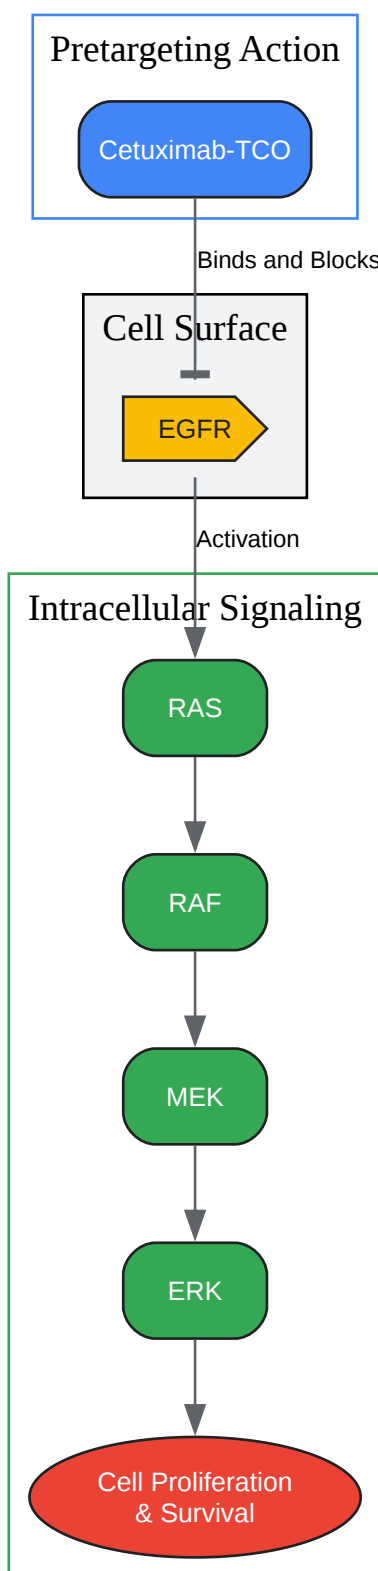 Pretargeting Action
Cetuximab-TCO
Binds and Blocks
Cell Surface
EGFR
Activation
Intracellular Signaling
RAS
RAF
MEK
ERK
Cell Proliferation
& Survival